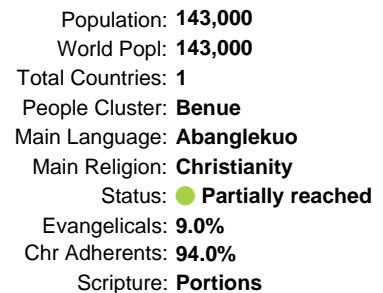 Population: 143,000
World Popl: 143,000
Total Countries: 1
People Cluster: Benue
Main Language: Abanglekuo
Main Religion: Christianity
Status: Partially reached
Evangelicals: 9.0%
Chr Adherents: 94.0%
Scripture: Portions